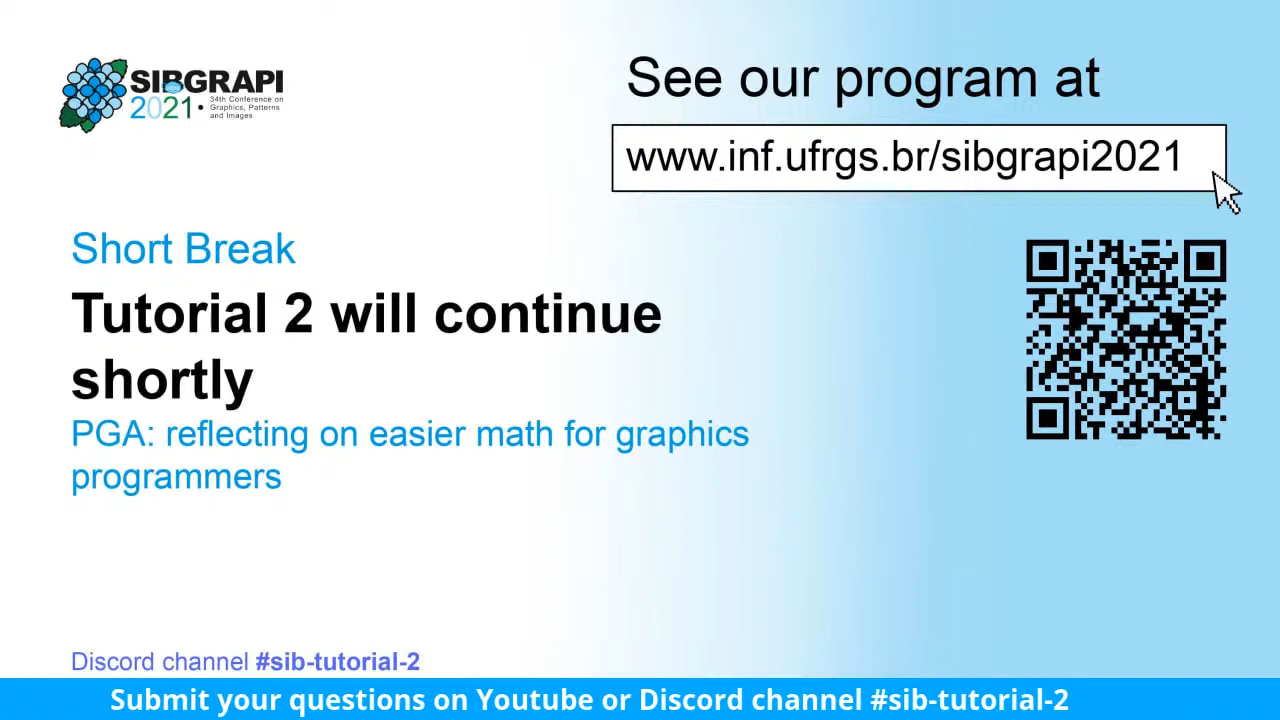 SIBGRAPI
2021
34th Conference on
Graphics, Patterns
and Images
See our program at
www.inf.ufrgs.br/sibgrapi2021
Short Break
Tutorial 2 will continue
shortly
PGA: reflecting on easier math for graphics
programmers
Discord channel #sib-tutorial-2
Submit your questions on Youtube or Discord channel #sib-tutorial-2